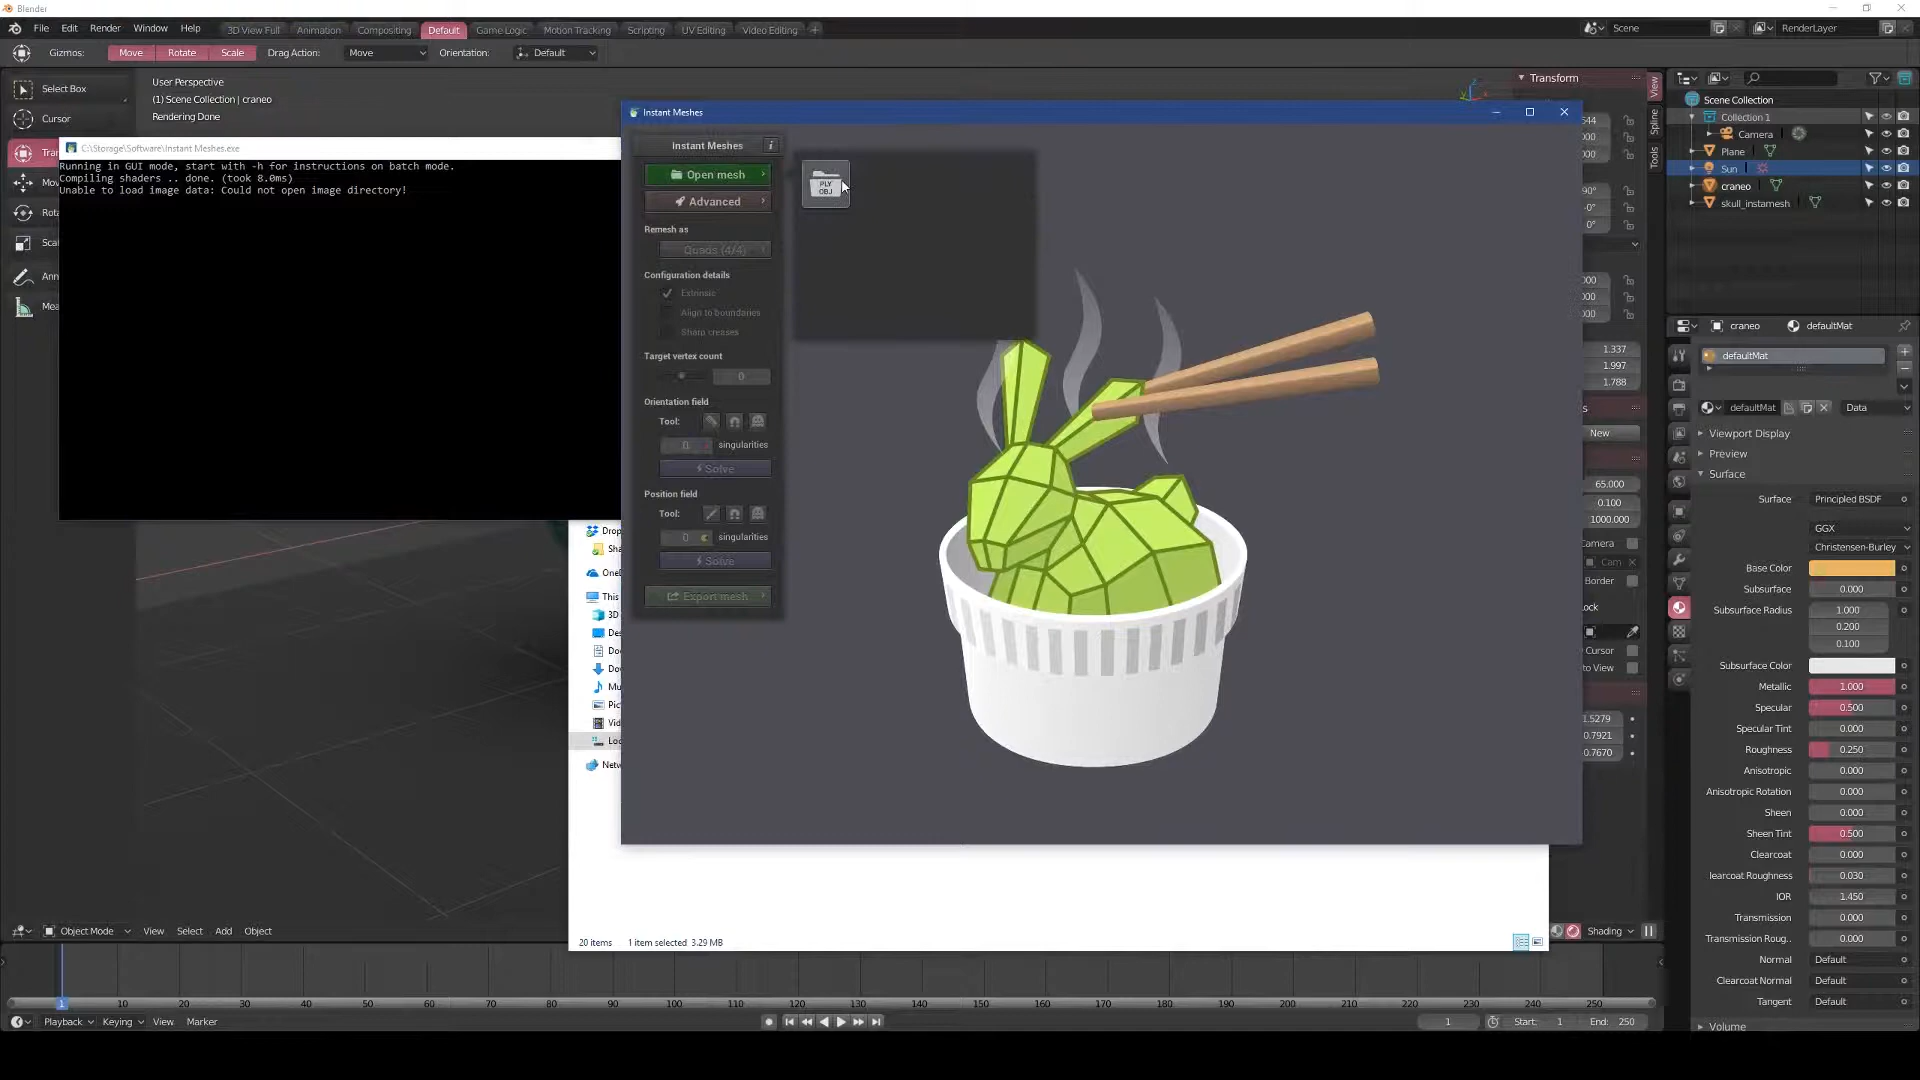 Blender
File Edit Render Window Help 3D View Full Animation Compositing Default Game Logic Motion Tracking Scripting UV Editing Video Editing Scene RenderLayer
Gizmos: Move Rotate Scale Drag Action: Move Orientation: Default
Select Box
Cursor
User Perspective
(1) Scene Collection | craneo
Rendering Done
C:\Storage\Software\Instant Meshes.exe
Running in GUI mode, start with -h for instructions on batch mode.
Compiling shaders .. done. (took 8.0ms)
Unable to load image data: Could not open image directory!
Instant Meshes
Instant Meshes
Open mesh
PLY
OBJ
Advanced
Remesh as
Quads (4/4)
Configuration details
Extrinsic
Align to boundaries
Sharp creases
Target vertex count
0
Orientation field
Tool:
0 singularities
Solve
Position field
Tool:
0 singularities
Solve
Export mesh
20 items 1 item selected 3.29 MB
Transform
View
Spline
Tools
1.337
1.997
1.788
New
65.000
0.100
1000.000
Border
Cursor
to View
Scene Collection
Collection 1
Camera
Plane
Sun
craneo
skull_instamesh
craneo defaultMat
defaultMat
defaultMat Data
Viewport Display
Preview
Surface
Surface Principled BSDF
GGX
Christensen-Burley
Base Color
Subsurface 0.000
Subsurface Radius 1.000
0.200
0.100
Subsurface Color
Metallic 1.000
Specular 0.500
Specular Tint 0.000
Roughness 0.250
Anisotropic 0.000
Anisotropic Rotation 0.000
Sheen 0.000
Sheen Tint 0.500
Clearcoat 0.000
learcoat Roughness 0.030
IOR 1.450
Transmission 0.000
Transmission Roug.. 0.000
Normal Default
Clearcoat Normal Default
Tangent Default
Volume
Object Mode View Select Add Object Shading
1 10 20 30 40 50 60 70 80 90 100 110 120 130 140 150 160 170 180 190 200 210 220 230 240 250
Playback Keying View Marker 1 Start: 1 End: 250